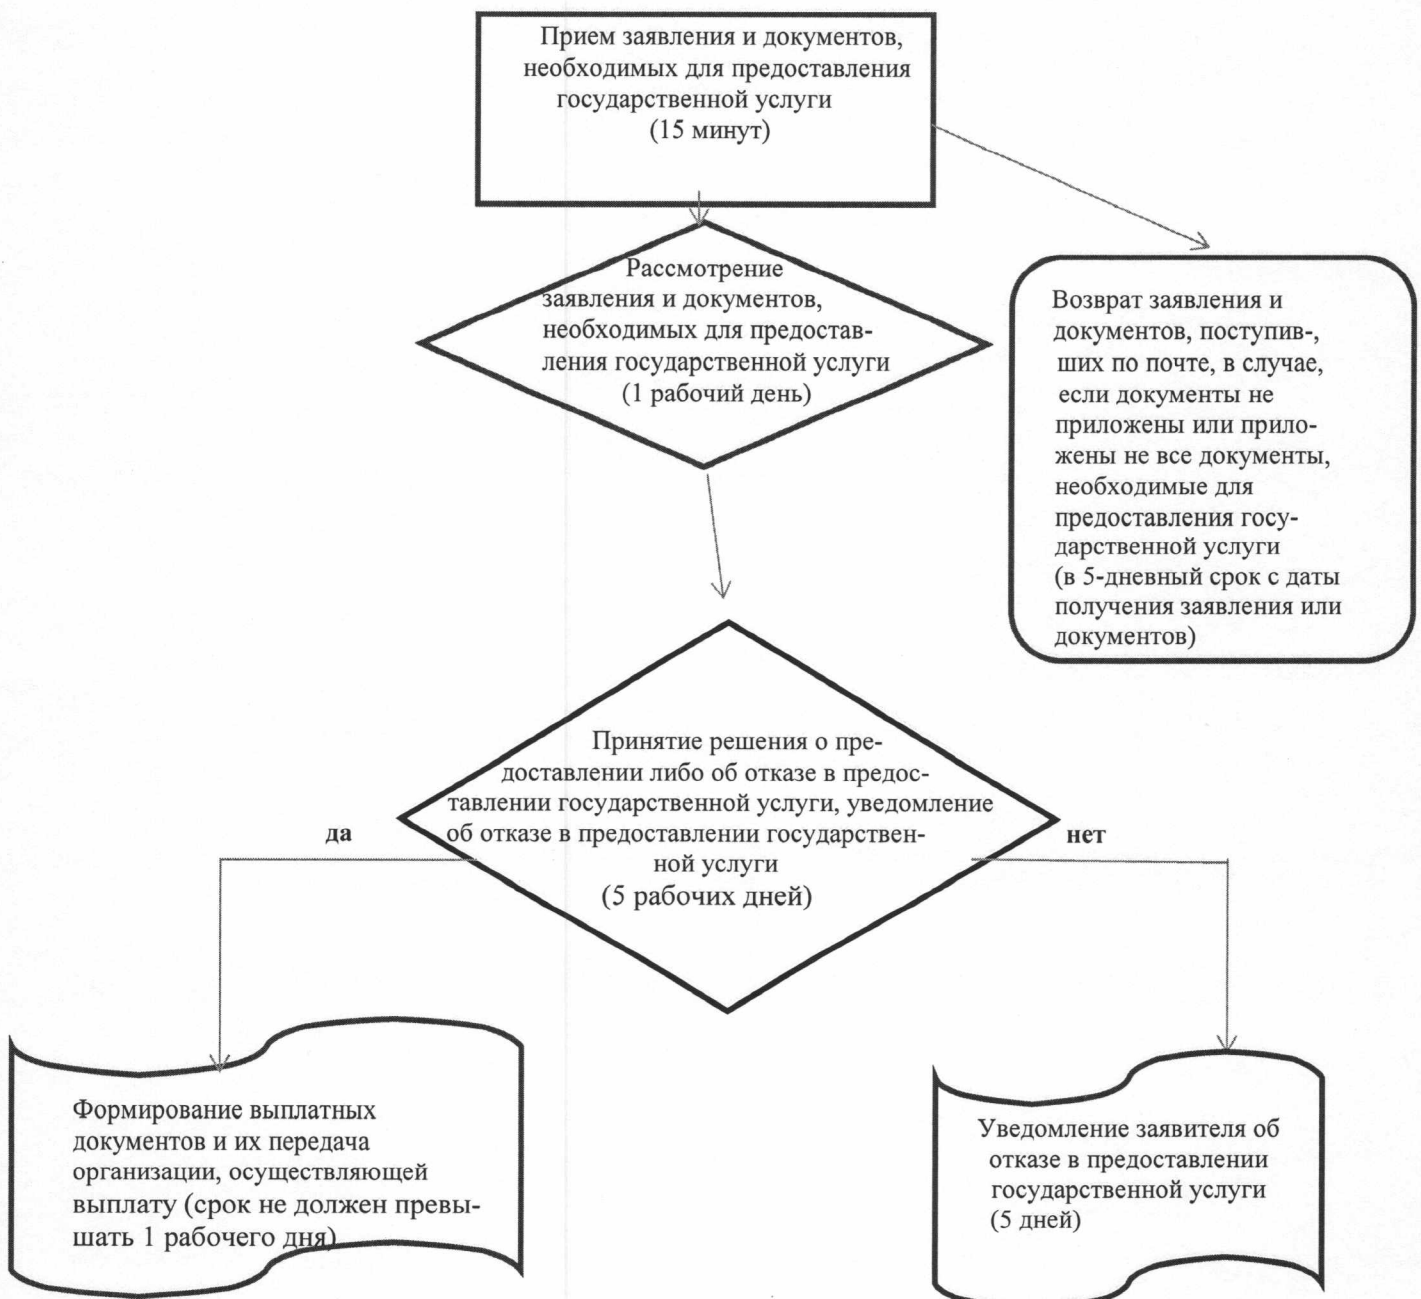 Прием заявления и документов,
необходимых для предоставления
государственной услуги
(15 минут)
Рассмотрение
заявления и документов,
необходимых для предостав-
ления государственной услуги
(1 рабочий день)
Возврат заявления и
документов, поступив-,
ших по почте, в случае,
если документы не
приложены или прило-
жены не все документы,
необходимые для
предоставления госу-
дарственной услуги
(в 5-дневный срок с даты
получения заявления или
документов)
Принятие решения о пре-
доставлении либо об отказе в предос-
тавлении государственной услуги, уведомление
об отказе в предоставлении государствен-
ной услуги
(5 рабочих дней)
да
нет
Формирование выплатных
документов и их передача
организации, осуществляющей
выплату (срок не должен превы-
шать 1 рабочего дня)
Уведомление заявителя об
отказе в предоставлении
государственной услуги
(5 дней)